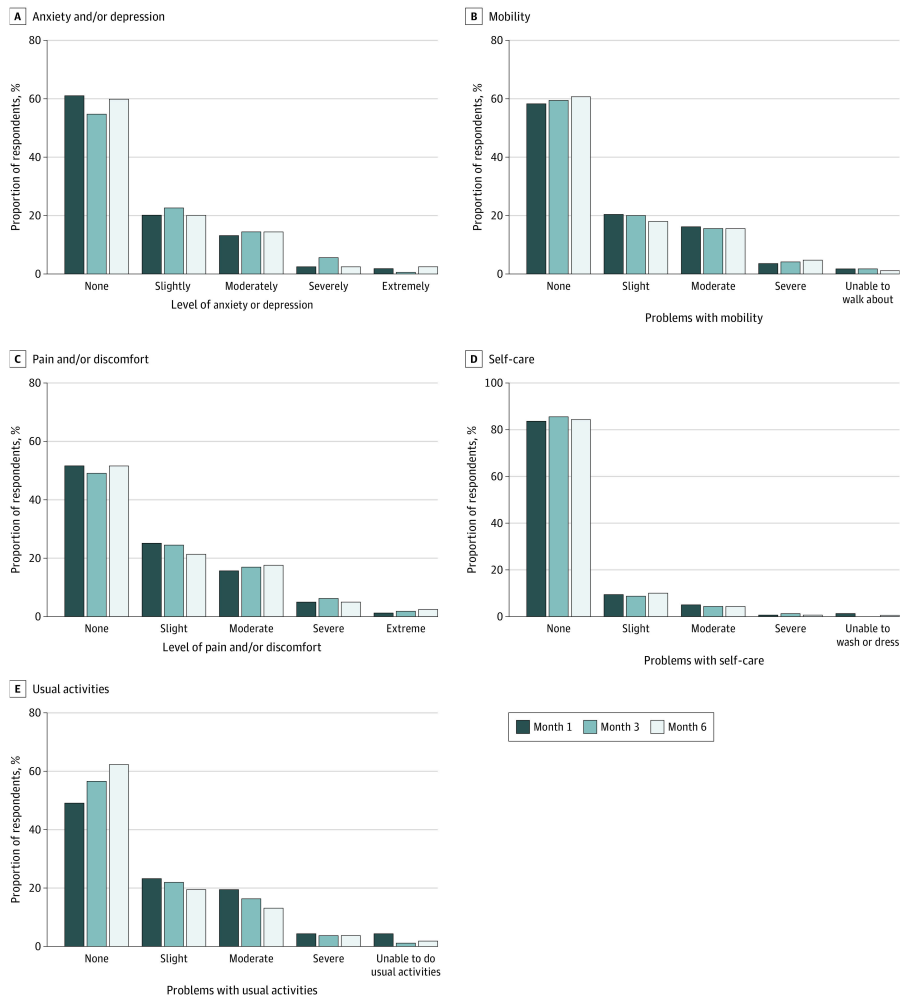 A Anxiety and/or depression
80
60
40
20
0
Proportion of respondents, %
None Slightly Moderately Severely Extremely
Level of anxiety or depression
B Mobility
80
60
40
20
0
Proportion of respondents, %
None Slight Moderate Severe Unable to
walk about
Problems with mobility
C Pain and/or discomfort
80
60
40
20
0
Proportion of respondents, %
None Slight Moderate Severe Extreme
Level of pain and/or discomfort
D Self-care
100
80
60
40
20
0
Proportion of respondents, %
None Slight Moderate Severe Unable to
wash or dress
Problems with self-care
E Usual activities
80
60
40
20
0
Proportion of respondents, %
None Slight Moderate Severe Unable to do
usual activities
Problems with usual activities
Month 1 Month 3 Month 6